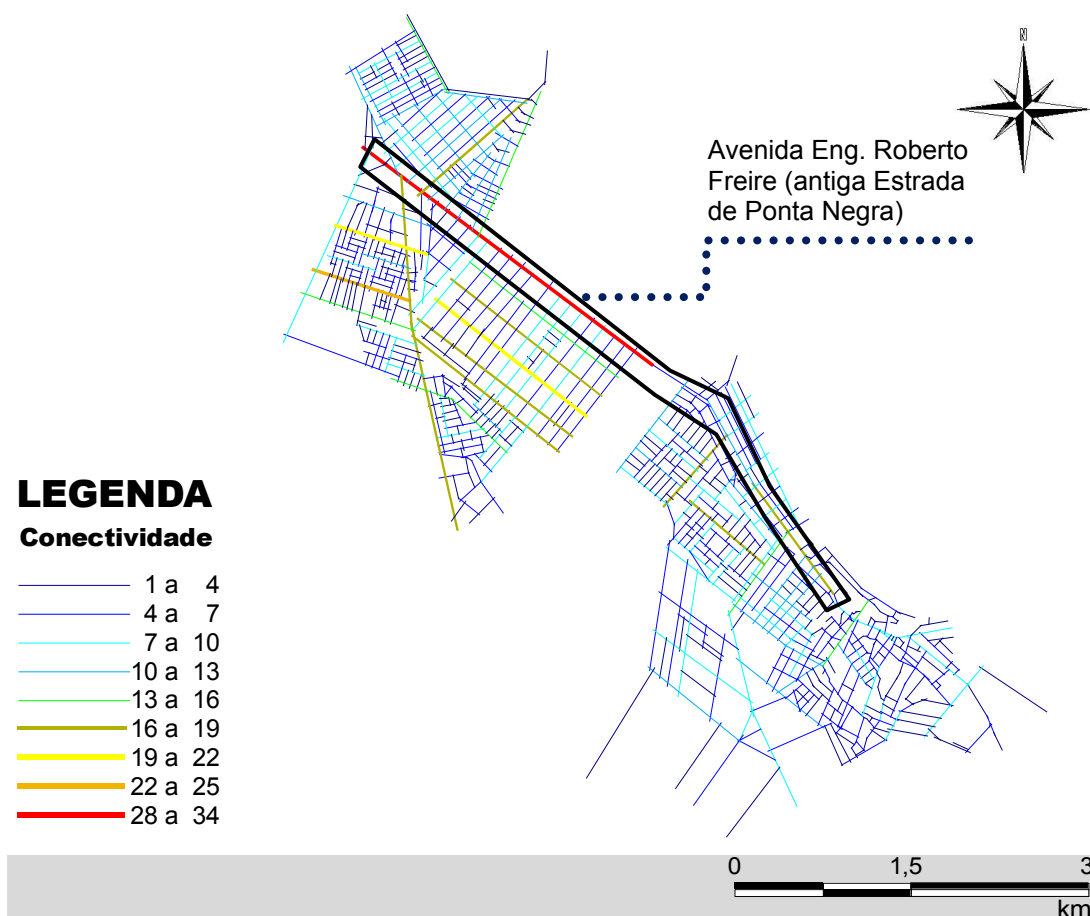 N
Avenida Eng. Roberto
Freire (antiga Estrada
de Ponta Negra)
LEGENDA
Conectividade
1 a 4
4 a 7
7 a 10
10 a 13
13 a 16
16 a 19
19 a 22
22 a 25
28 a 34
0 1,5 3
km